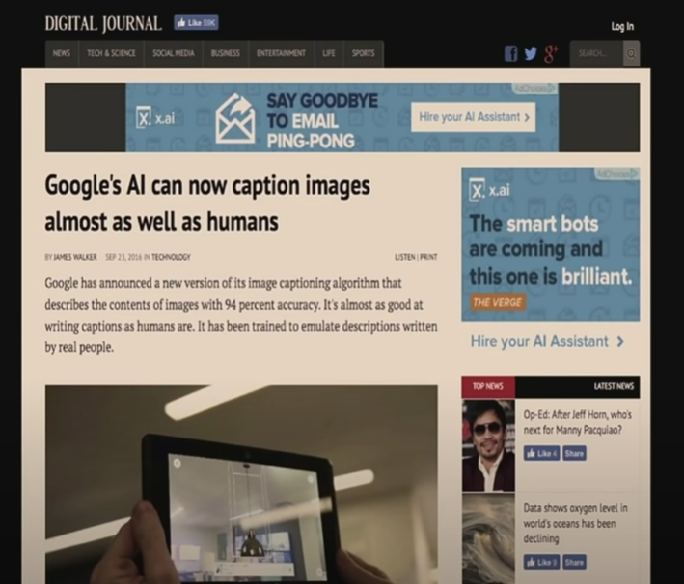 DIGITAL JOURNAL
Like
Log In
NEWS
TECH & SCIENCE
SOCIAL MEDIA
BUSINESS
ENTERTAINMENT
LIFE
SPORTS
SEARCH...
AdChoices
x.ai
SAY GOODBYE
TO EMAIL
PING-PONG
Hire your AI Assistant >
Google's AI can now caption images
almost as well as humans
BY JAMES WALKER SEP 23, 2016 IN TECHNOLOGY
LISTEN | PRINT
Google has announced a new version of its image captioning algorithm that
describes the contents of images with 94 percent accuracy. It's almost as good at
writing captions as humans are. It has been trained to emulate descriptions written
by real people.
AdChoices
x.ai
The smart bots
are coming and
this one is brilliant.
THE VERGE
Hire your AI Assistant >
TOP NEWS
LATEST NEWS
Op-Ed: After Jeff Horn, who's
next for Manny Pacquiao?
Like
Share
Data shows oxygen level in
world's oceans has been
declining
Like
Share